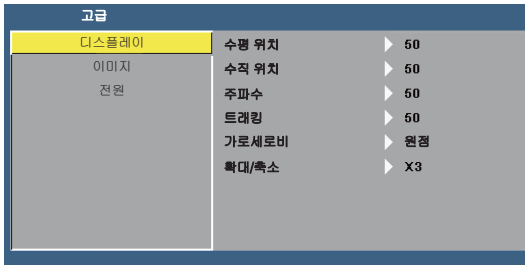 고급
디스플레이
이미지
전원
수평 위치 50
수직 위치 50
주파수 50
트래킹 50
가로세로비 원점
확대/축소 X3